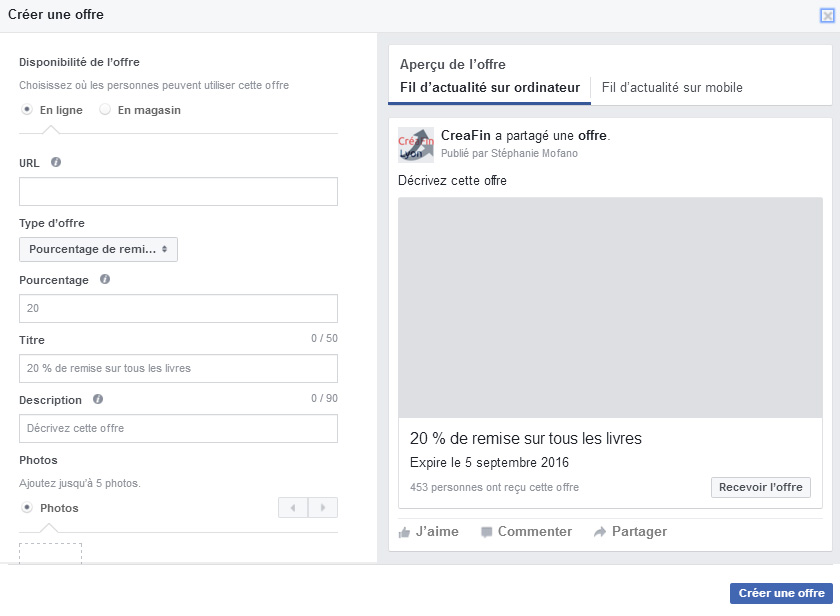 Créer une offre
Disponibilité de l'offre
Choisissez où les personnes peuvent utiliser cette offre
En ligne
En magasin
URL
Type d'offre
Pourcentage de remi...
Pourcentage
20
Titre
0 / 50
20 % de remise sur tous les livres
Description
0 / 90
Décrivez cette offre
Photos
Ajoutez jusqu'à 5 photos.
Photos
Aperçu de l'offre
Fil d'actualité sur ordinateur
Fil d'actualité sur mobile
CréaFin
Lyon
CreaFin a partagé une offre.
Publié par Stéphanie Mofano
Décrivez cette offre
20 % de remise sur tous les livres
Expire le 5 septembre 2016
453 personnes ont reçu cette offre
Recevoir l'offre
J'aime
Commenter
Partager
Créer une offre